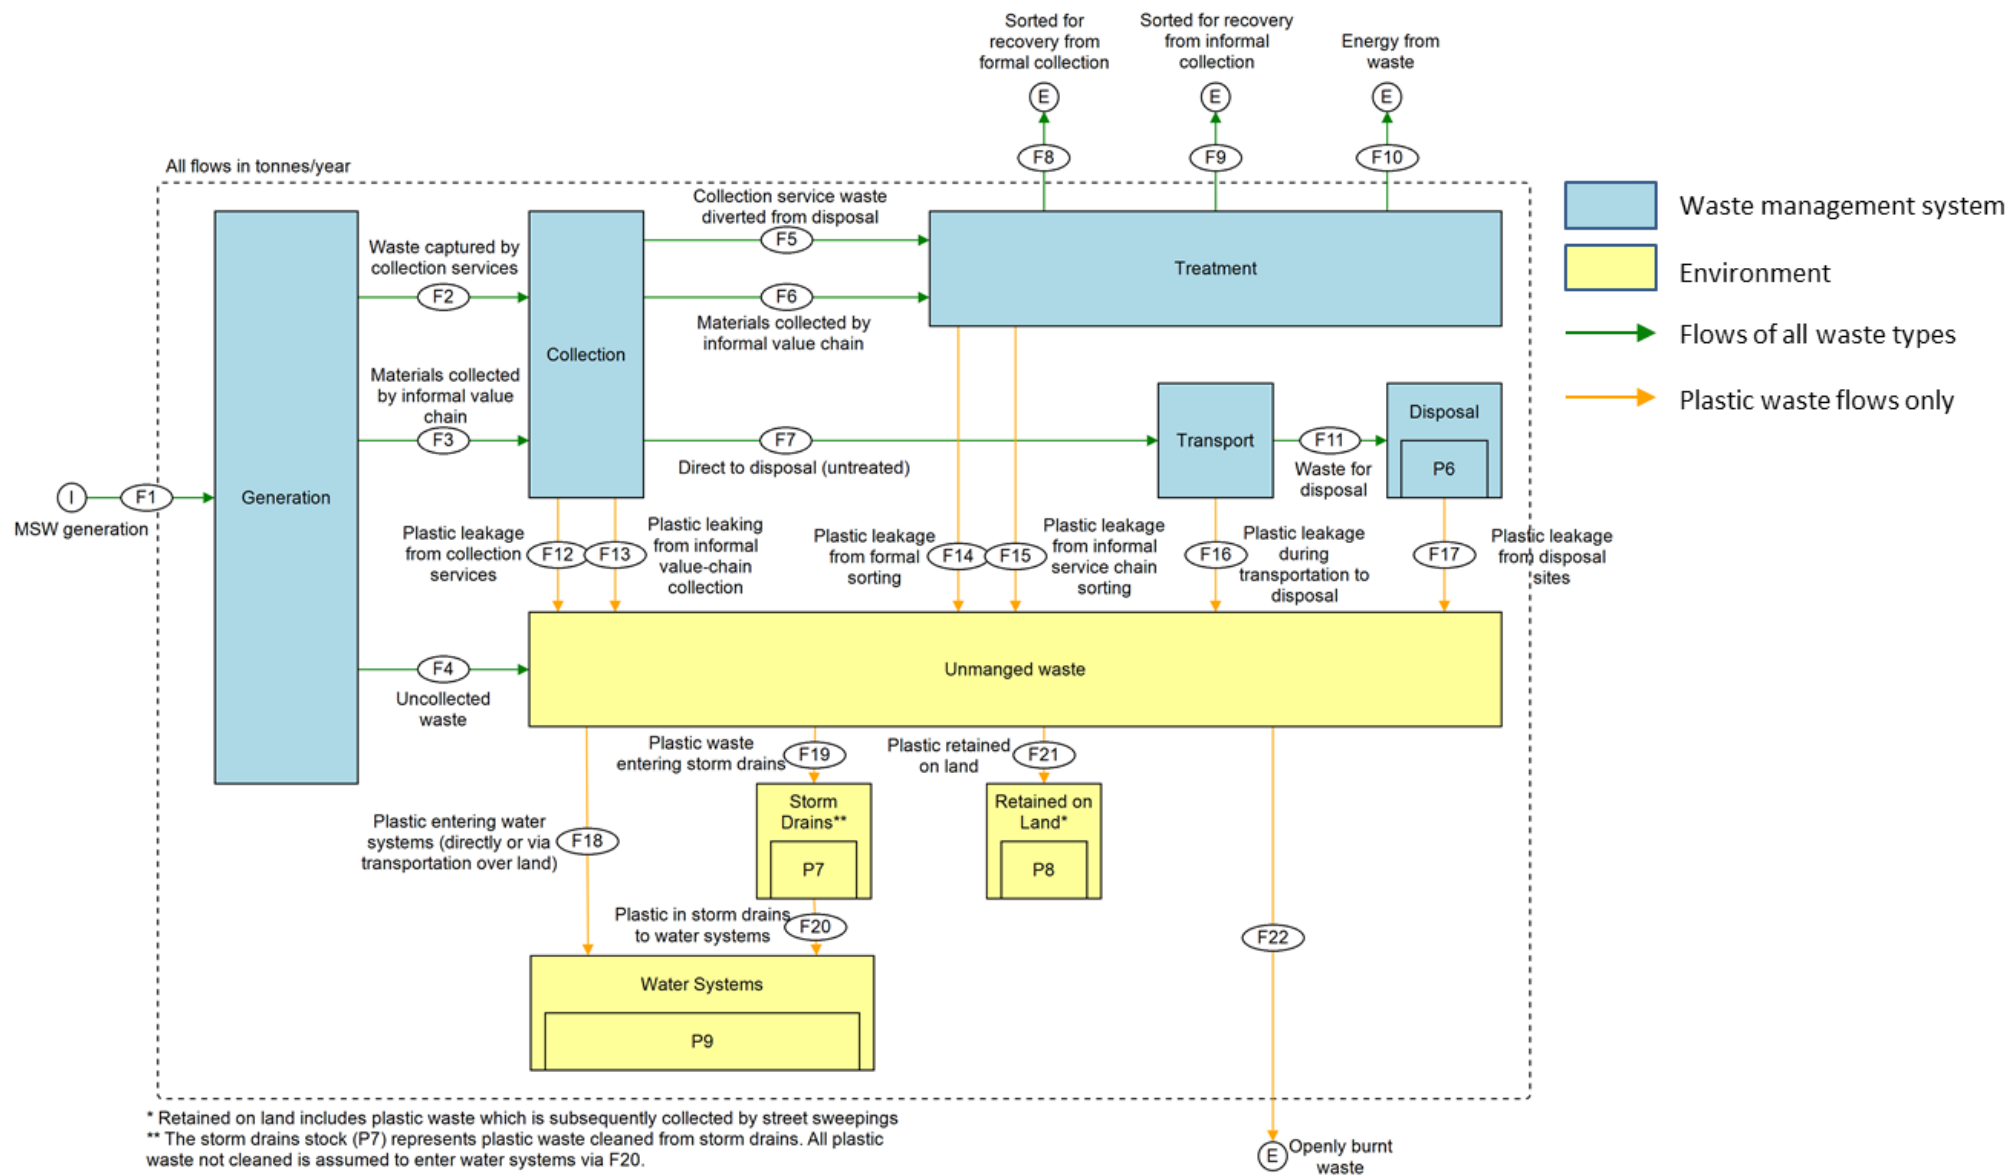 Sorted for
recovery from
formal collection
Sorted for recovery
from informal
collection
Energy from
waste
E
E
E
F8
F9
F10
All flows in tonnes/year
Collection service waste
diverted from disposal
F5
Waste captured by
collection services
F2
F6
Materials collected by
informal value chain
Treatment
Collection
Materials collected
by informal value
chain
F3
F7
Direct to disposal (untreated)
Transport
F11
Waste for
disposal
Disposal
P6
I
F1
MSW generation
Generation
Plastic leakage
from collection
services
F12
F13
Plastic leaking
from informal
value-chain
collection
Plastic leakage
from formal
sorting
F14
F15
Plastic leakage
from informal
service chain
sorting
F16
Plastic leakage
during
transportation to
disposal
F17
Plastic leakage
from disposal
sites
F4
Uncollected
waste
Unmanged waste
Plastic waste
entering storm drains
F19
Plastic retained
on land
F21
Storm
Drains**
P7
Retained on
Land*
P8
Plastic entering water
systems (directly or via
transportation over land)
F18
Plastic in storm drains
to water systems
F20
F22
Water Systems
P9
E
Openly burnt
waste
* Retained on land includes plastic waste which is subsequently collected by street sweepings
** The storm drains stock (P7) represents plastic waste cleaned from storm drains. All plastic
waste not cleaned is assumed to enter water systems via F20.
Waste management system
Environment
Flows of all waste types
Plastic waste flows only